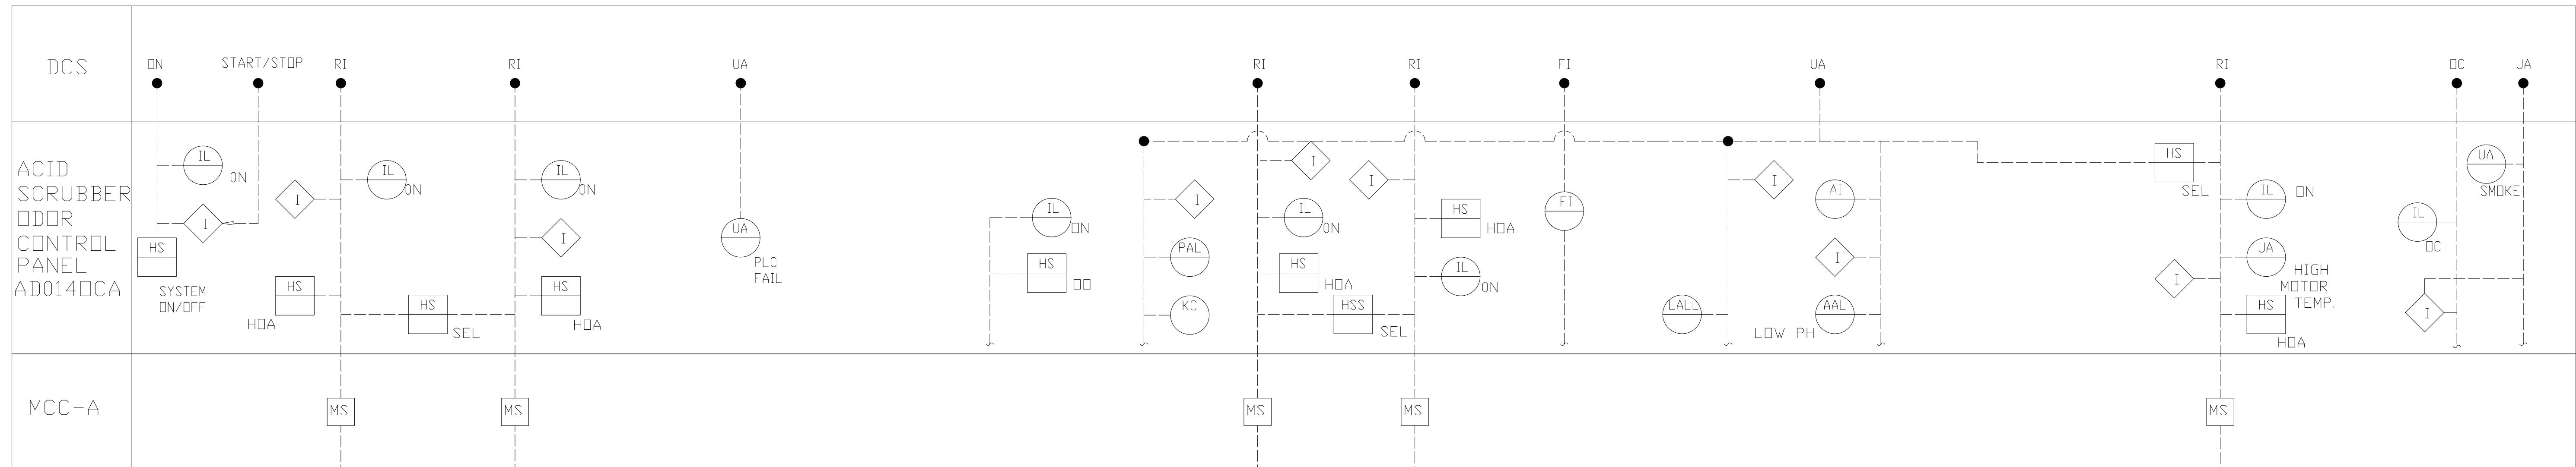 DCS
ON
START/STOP
RI
RI
UA
RI
RI
FI
UA
RI
OC
UA
ACID
SCRUBBER
ODOR
CONTROL
PANEL
AD0140CA
IL
ON
I
HS
SYSTEM
ON/OFF
I
IL
ON
HS
HOA
HS
SEL
IL
ON
I
HS
HOA
UA
PLC
FAIL
IL
ON
HS
OO
I
PAL
KC
I
IL
ON
HS
HOA
HSS
SEL
I
HS
HOA
IL
ON
FI
I
LALL
AI
I
AAL
LOW PH
HS
SEL
IL
ON
UA
HIGH
MOTOR
TEMP.
I
HS
HOA
IL
OC
I
UA
SMOKE
MCC-A
MS
MS
MS
MS
MS